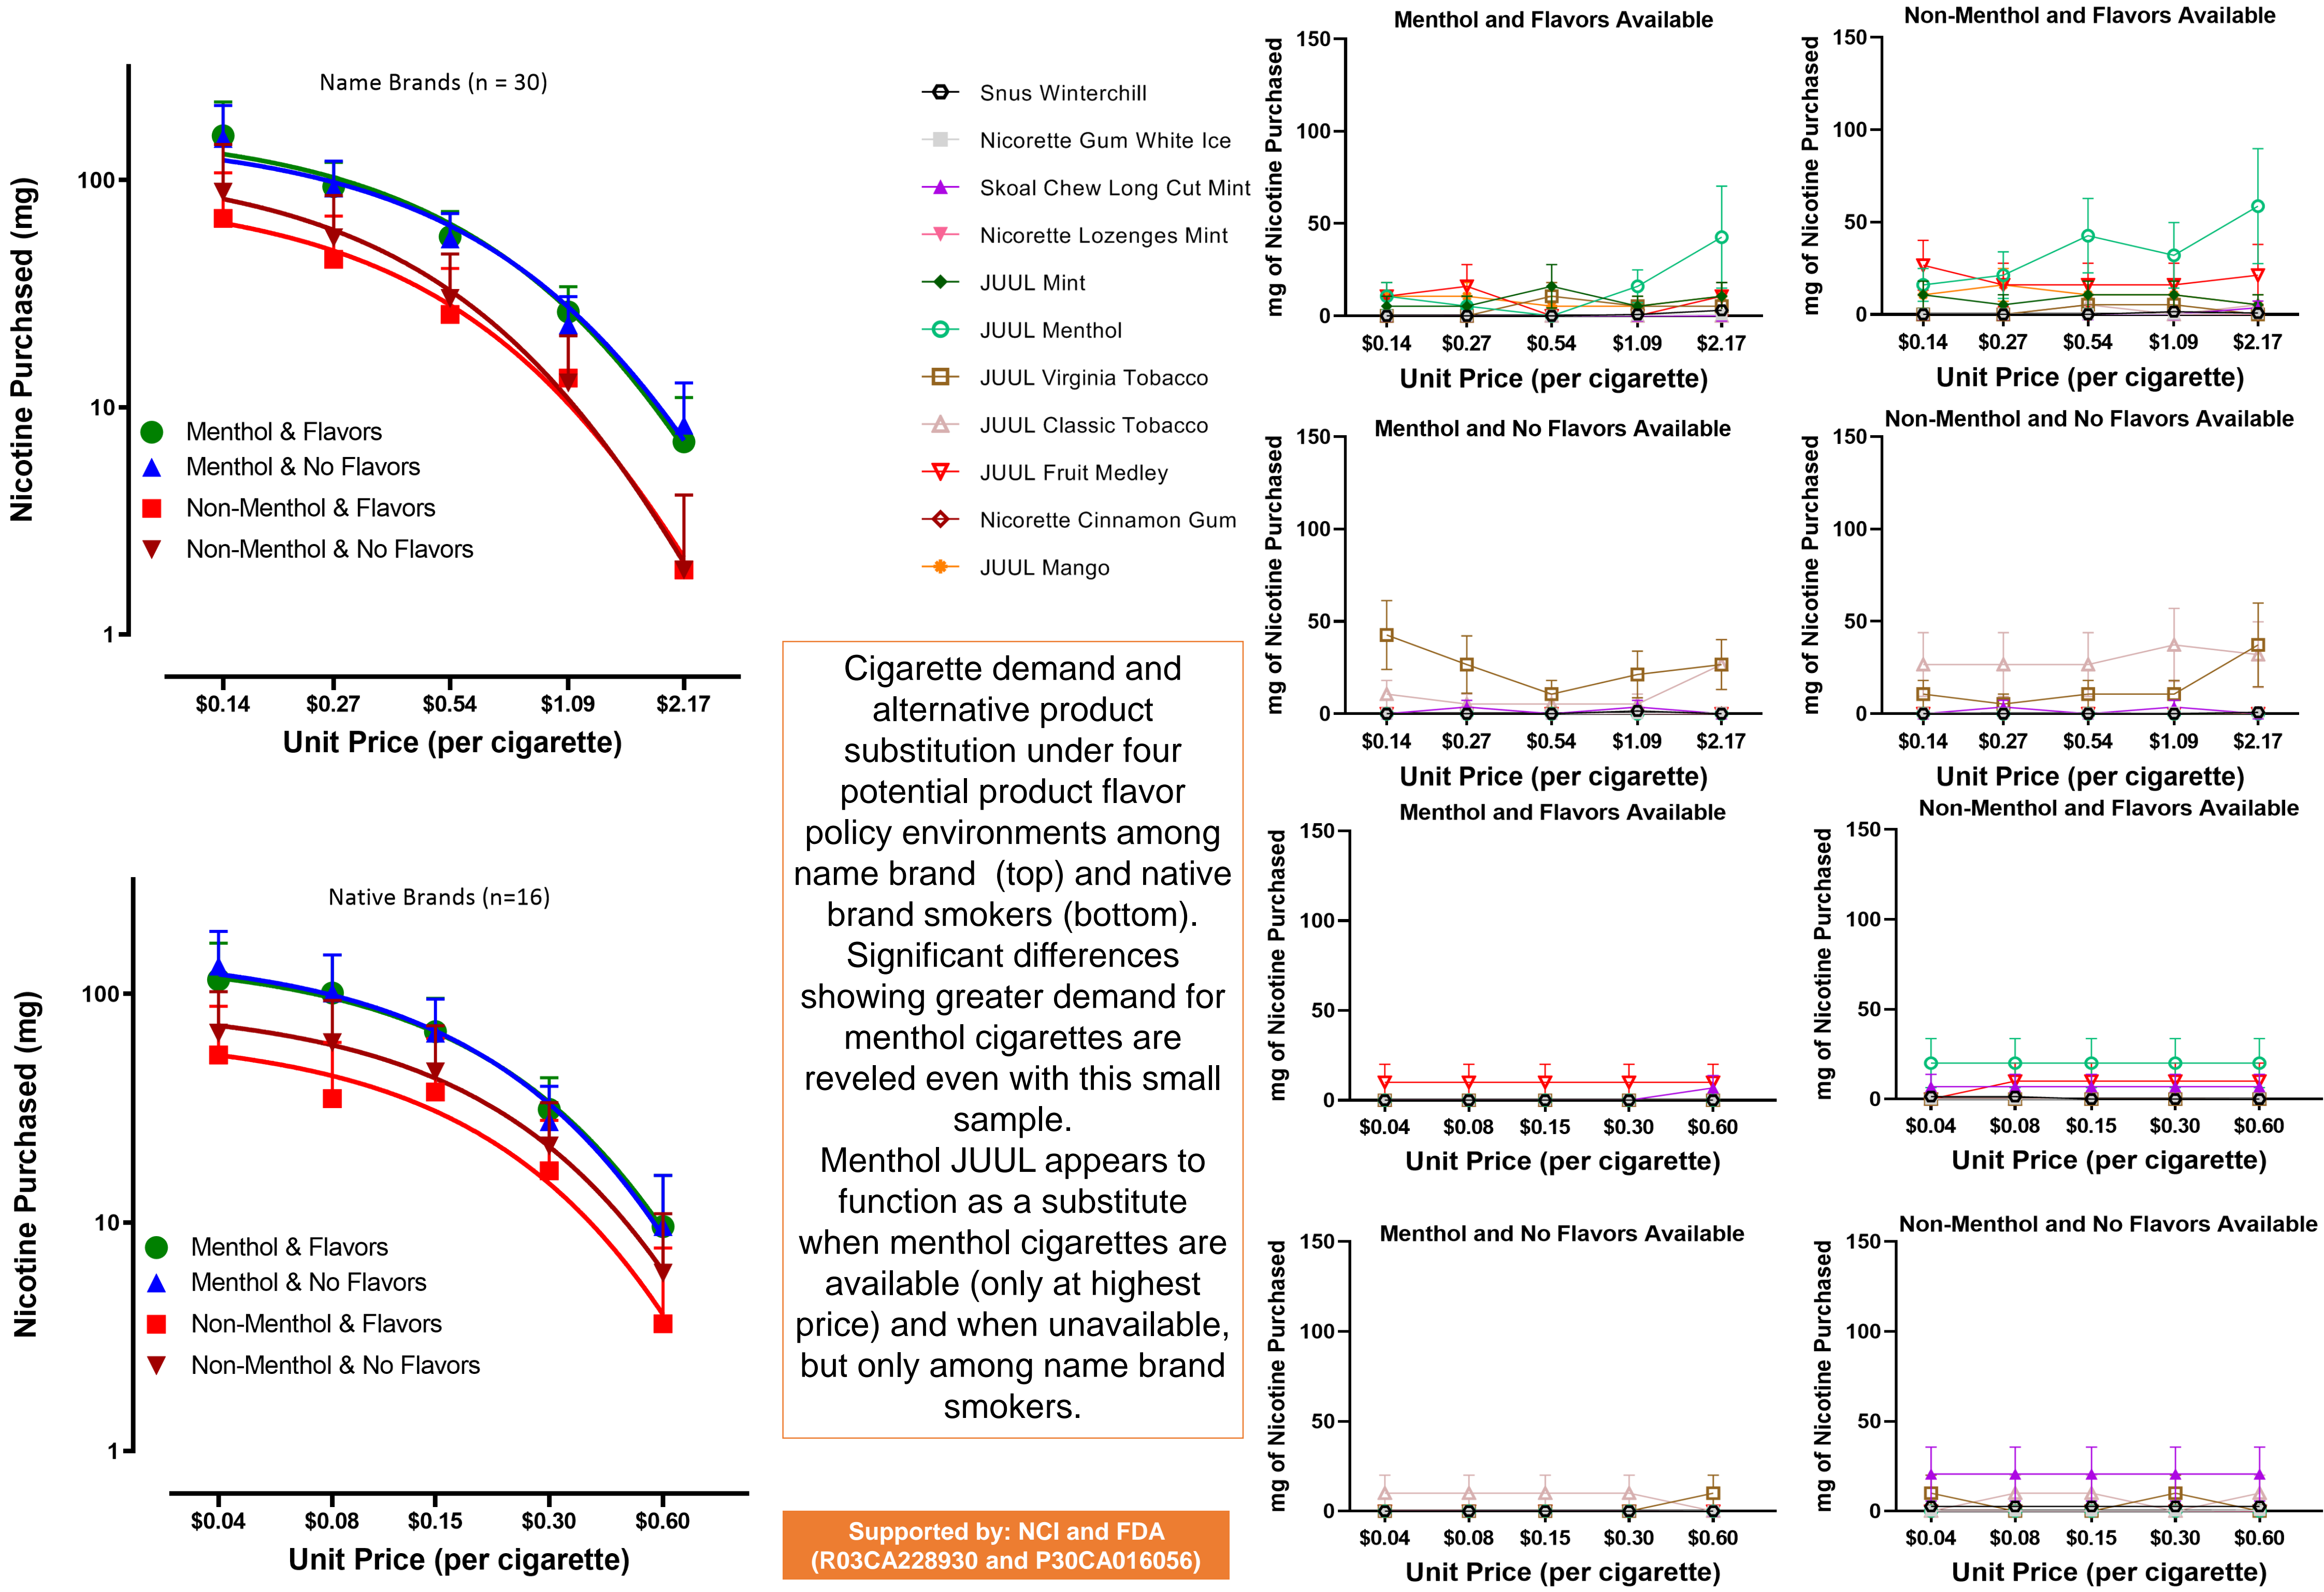 Name Brands (n = 30)
Nicotine Purchased (mg)
100
10
1
Menthol & Flavors
Menthol & No Flavors
Non-Menthol & Flavors
Non-Menthol & No Flavors
$0.14 $0.27 $0.54 $1.09 $2.17
Unit Price (per cigarette)
Native Brands (n=16)
Nicotine Purchased (mg)
100
10
1
Menthol & Flavors
Menthol & No Flavors
Non-Menthol & Flavors
Non-Menthol & No Flavors
$0.04 $0.08 $0.15 $0.30 $0.60
Unit Price (per cigarette)
Snus Winterchill
Nicorette Gum White Ice
Skoal Chew Long Cut Mint
Nicorette Lozenges Mint
JUUL Mint
JUUL Menthol
JUUL Virginia Tobacco
JUUL Classic Tobacco
JUUL Fruit Medley
Nicorette Cinnamon Gum
JUUL Mango
Cigarette demand and
alternative product
substitution under four
potential product flavor
policy environments among
name brand (top) and native
brand smokers (bottom).
Significant differences
showing greater demand for
menthol cigarettes are
reveled even with this small
sample.
Menthol JUUL appears to
function as a substitute
when menthol cigarettes are
available (only at highest
price) and when unavailable,
but only among name brand
smokers.
Supported by: NCI and FDA
(R03CA228930 and P30CA016056)
Menthol and Flavors Available
mg of Nicotine Purchased
150
100
50
0
$0.14 $0.27 $0.54 $1.09 $2.17
Unit Price (per cigarette)
Non-Menthol and Flavors Available
mg of Nicotine Purchased
150
100
50
0
$0.14 $0.27 $0.54 $1.09 $2.17
Unit Price (per cigarette)
Menthol and No Flavors Available
mg of Nicotine Purchased
150
100
50
0
$0.14 $0.27 $0.54 $1.09 $2.17
Unit Price (per cigarette)
Non-Menthol and No Flavors Available
mg of Nicotine Purchased
150
100
50
0
$0.14 $0.27 $0.54 $1.09 $2.17
Unit Price (per cigarette)
Menthol and Flavors Available
mg of Nicotine Purchased
150
100
50
0
$0.04 $0.08 $0.15 $0.30 $0.60
Unit Price (per cigarette)
Non-Menthol and Flavors Available
mg of Nicotine Purchased
150
100
50
0
$0.04 $0.08 $0.15 $0.30 $0.60
Unit Price (per cigarette)
Menthol and No Flavors Available
mg of Nicotine Purchased
150
100
50
0
$0.04 $0.08 $0.15 $0.30 $0.60
Unit Price (per cigarette)
Non-Menthol and No Flavors Available
mg of Nicotine Purchased
150
100
50
0
$0.04 $0.08 $0.15 $0.30 $0.60
Unit Price (per cigarette)